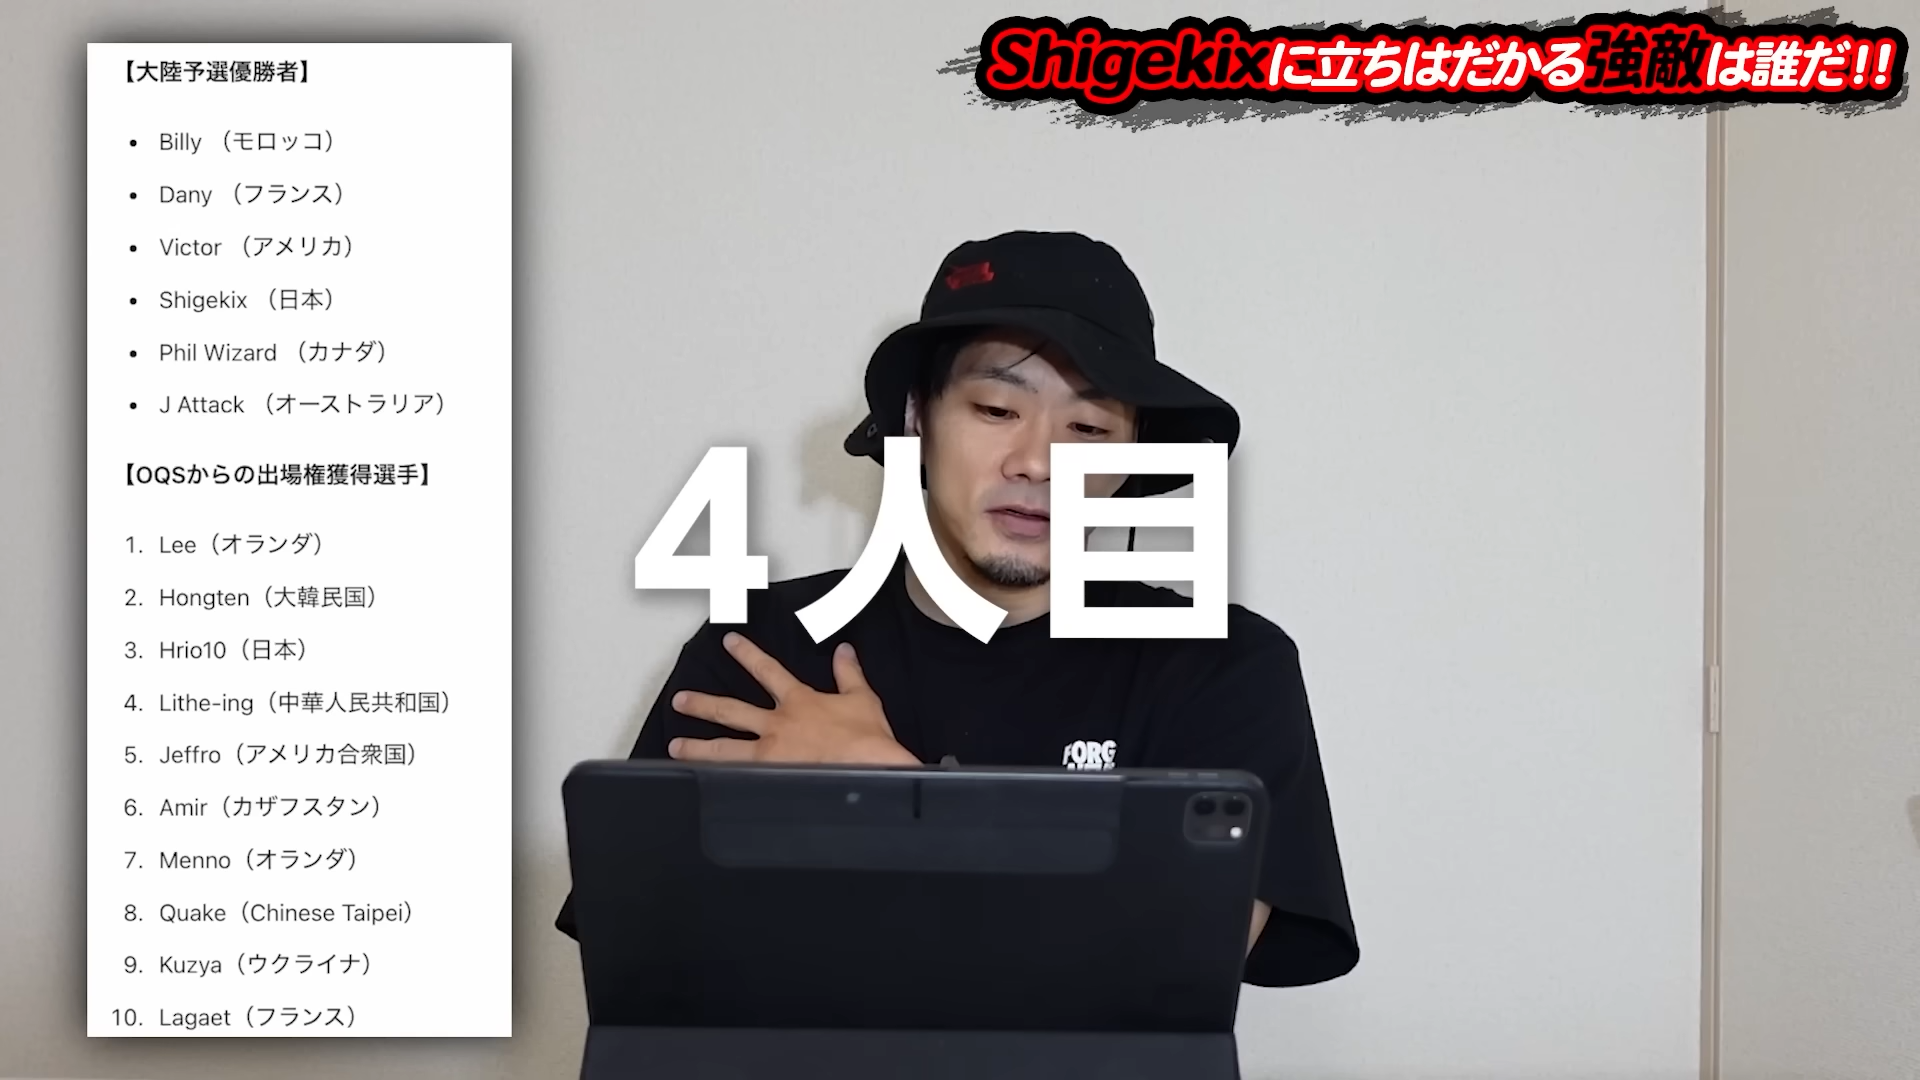 Shigekixに立ちはだかる強敵は誰だ!!
【大陸予選優勝者】
• Billy （モロッコ）
• Dany （フランス）
• Victor （アメリカ）
• Shigekix （日本）
• Phil Wizard （カナダ）
• J Attack （オーストラリア）
【OQSからの出場権獲得選手】
1. Lee（オランダ）
2. Hongten（大韓民国）
3. Hrio10（日本）
4. Lithe-ing（中華人民共和国）
5. Jeffro（アメリカ合衆国）
6. Amir（カザフスタン）
7. Menno（オランダ）
8. Quake（Chinese Taipei）
9. Kuzya（ウクライナ）
10. Lagaet（フランス）
4人目
FORG